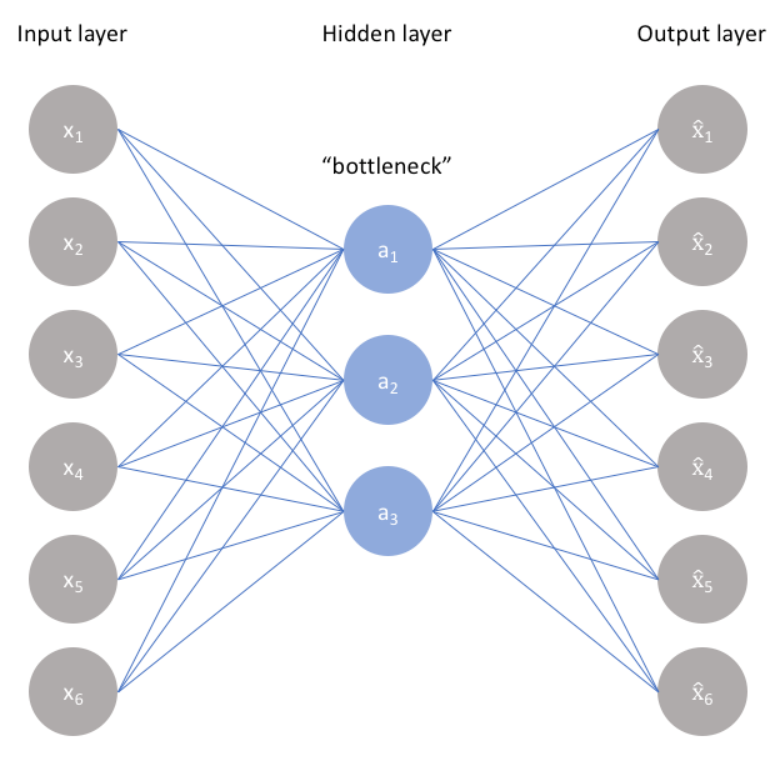 Input layer
Hidden layer
Output layer
"bottleneck"
x₁
x₂
x₃
x₄
x₅
x₆
a₁
a₂
a₃
x̂₁
x̂₂
x̂₃
x̂₄
x̂₅
x̂₆